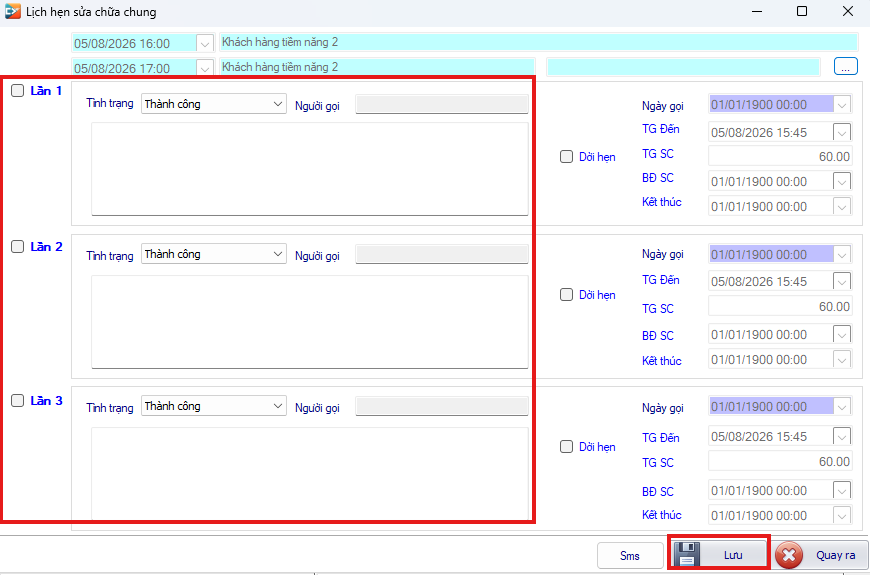 Lịch hẹn sửa chữa chung
05/08/2026 16:00 Khách hàng tiềm năng 2
05/08/2026 17:00 Khách hàng tiềm năng 2 ...
Lần 1 Tình trạng Thành công Người gọi Ngày gọi 01/01/1900 00:00
TG Đến 05/08/2026 15:45
Dời hẹn TG SC 60.00
BĐ SC 01/01/1900 00:00
Kết thúc 01/01/1900 00:00
Lần 2 Tình trạng Thành công Người gọi Ngày gọi 01/01/1900 00:00
TG Đến 05/08/2026 15:45
Dời hẹn TG SC 60.00
BĐ SC 01/01/1900 00:00
Kết thúc 01/01/1900 00:00
Lần 3 Tình trạng Thành công Người gọi Ngày gọi 01/01/1900 00:00
TG Đến 05/08/2026 15:45
Dời hẹn TG SC 60.00
BĐ SC 01/01/1900 00:00
Kết thúc 01/01/1900 00:00
Sms Lưu Quay ra